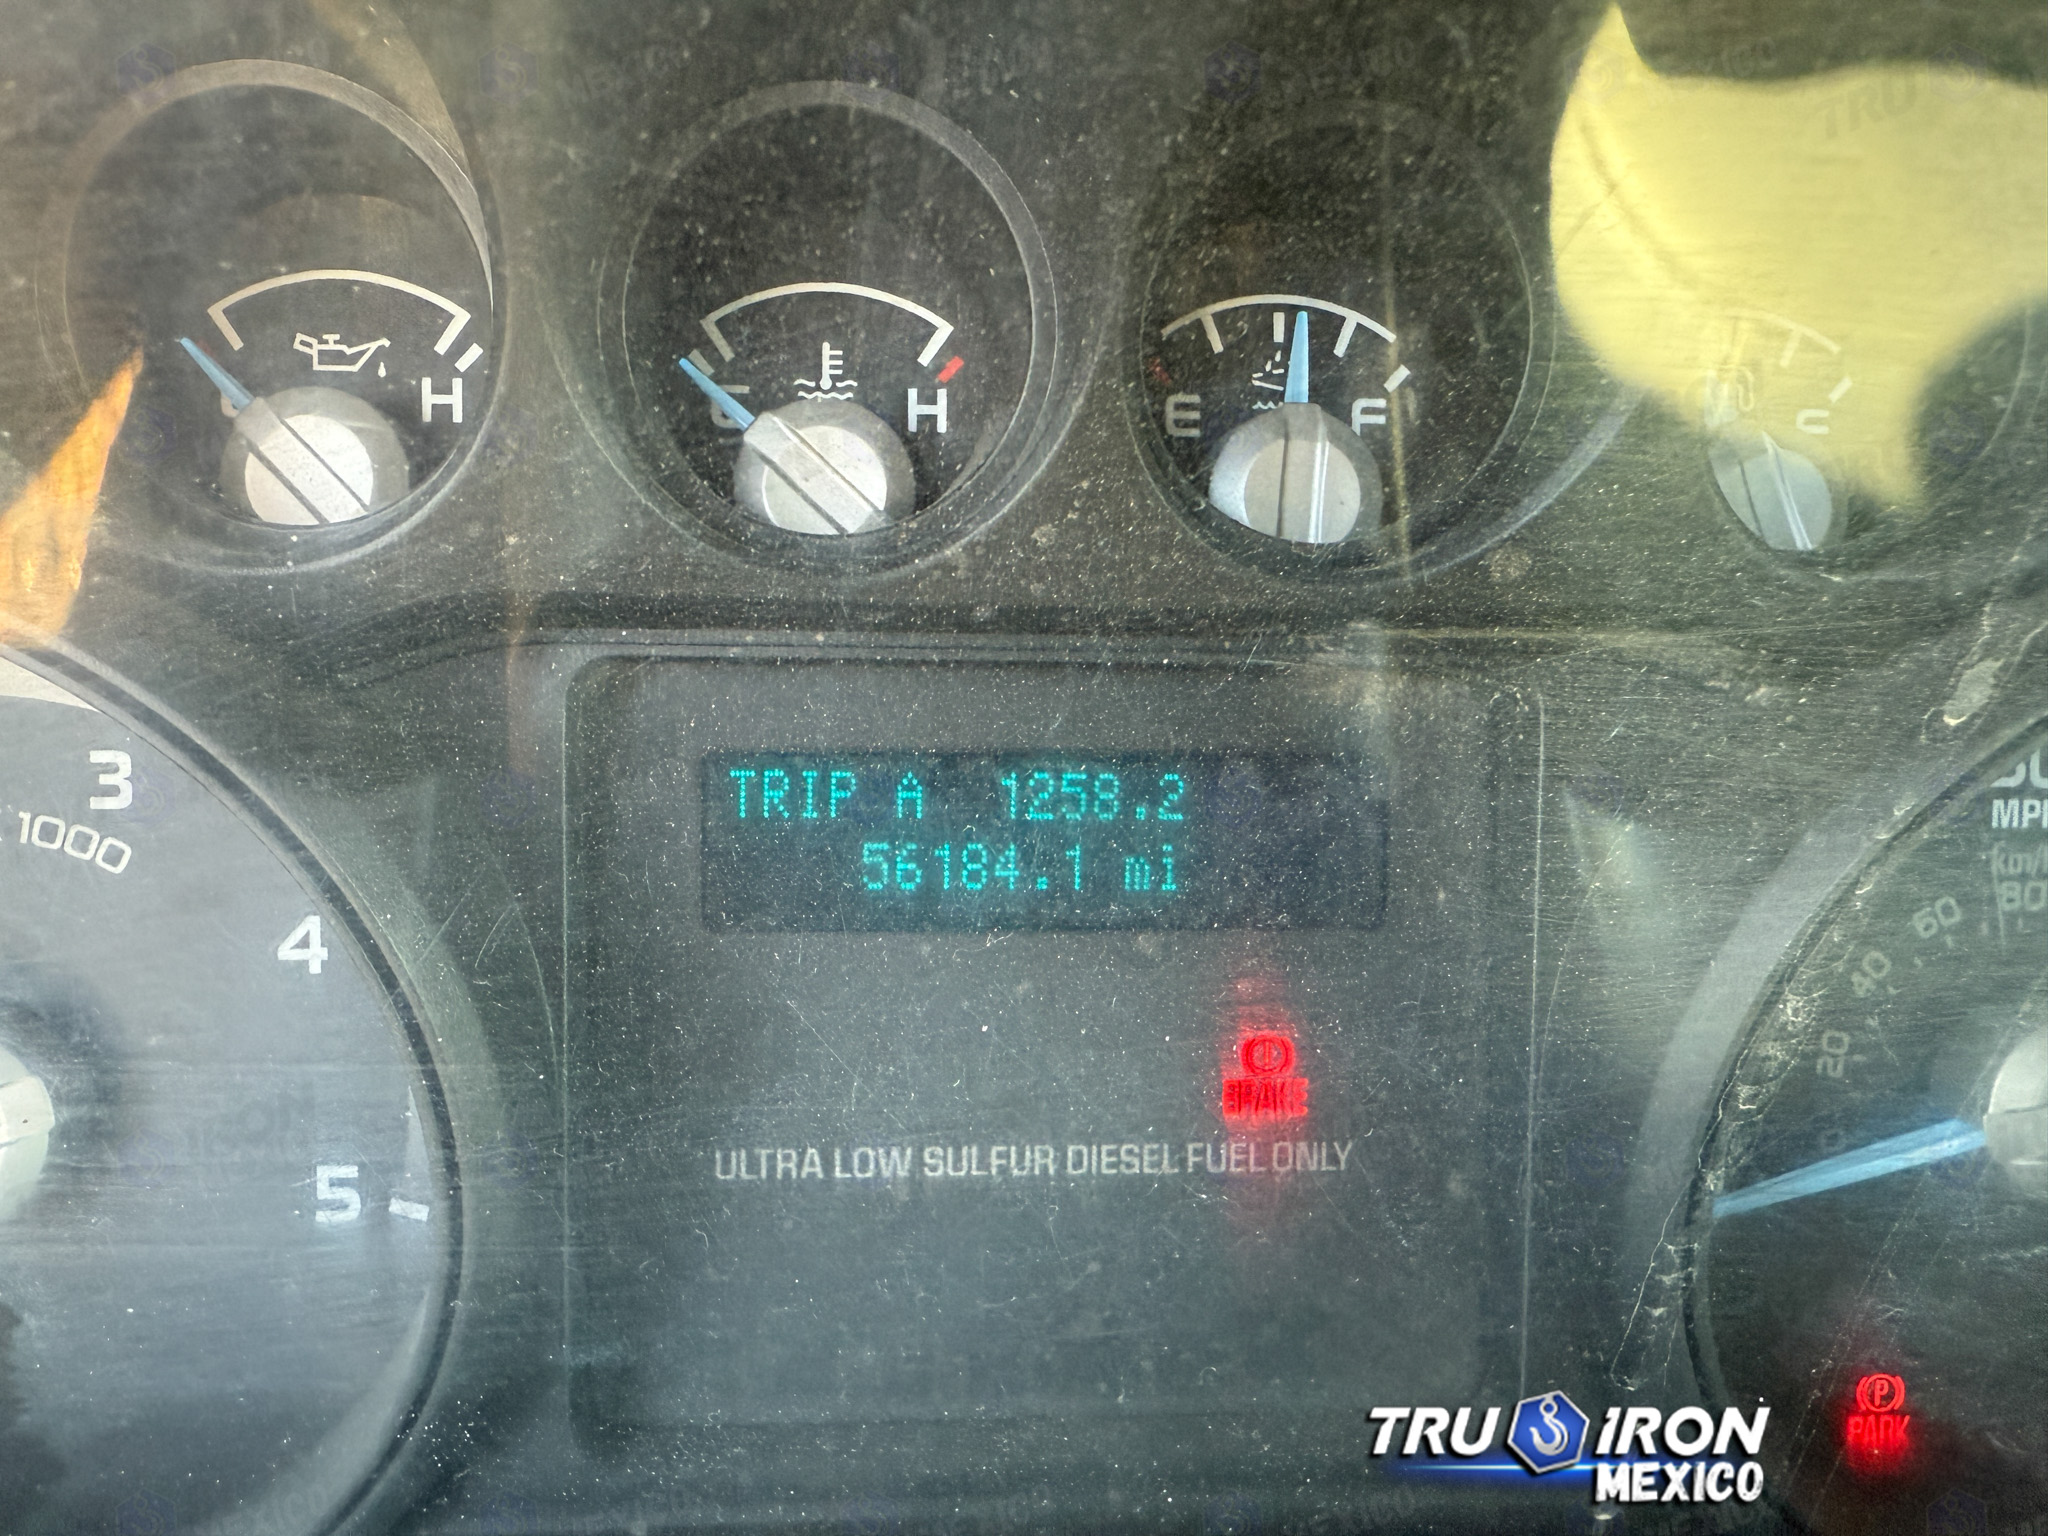 H
H
E F
TRIP A 1258.2
56184.1 mi
3
1000
4
5
MPH
60
80
40
20
BRAKE
ULTRA LOW SULFUR DIESEL FUEL ONLY
PARK
TRU IRON
MEXICO